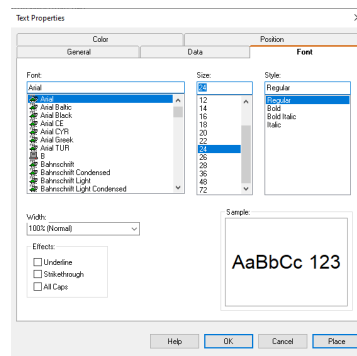 Text Properties
Color
Position
General
Data
Font
Font:
Size:
Style:
Arial
24
Regular
Arial
Arial Baltic
Arial Black
Arial CE
Arial CYR
Arial Greek
Arial TUR
B
Bahnschrift
Bahnschrift Condensed
Bahnschrift Light
Bahnschrift Light Condensed
12
14
16
18
20
22
24
26
28
36
48
72
Regular
Bold
Bold Italic
Italic
Width:
100% (Normal)
Sample:
Effects:
Underline
Strikethrough
All Caps
AaBbCc 123
Help
OK
Cancel
Place